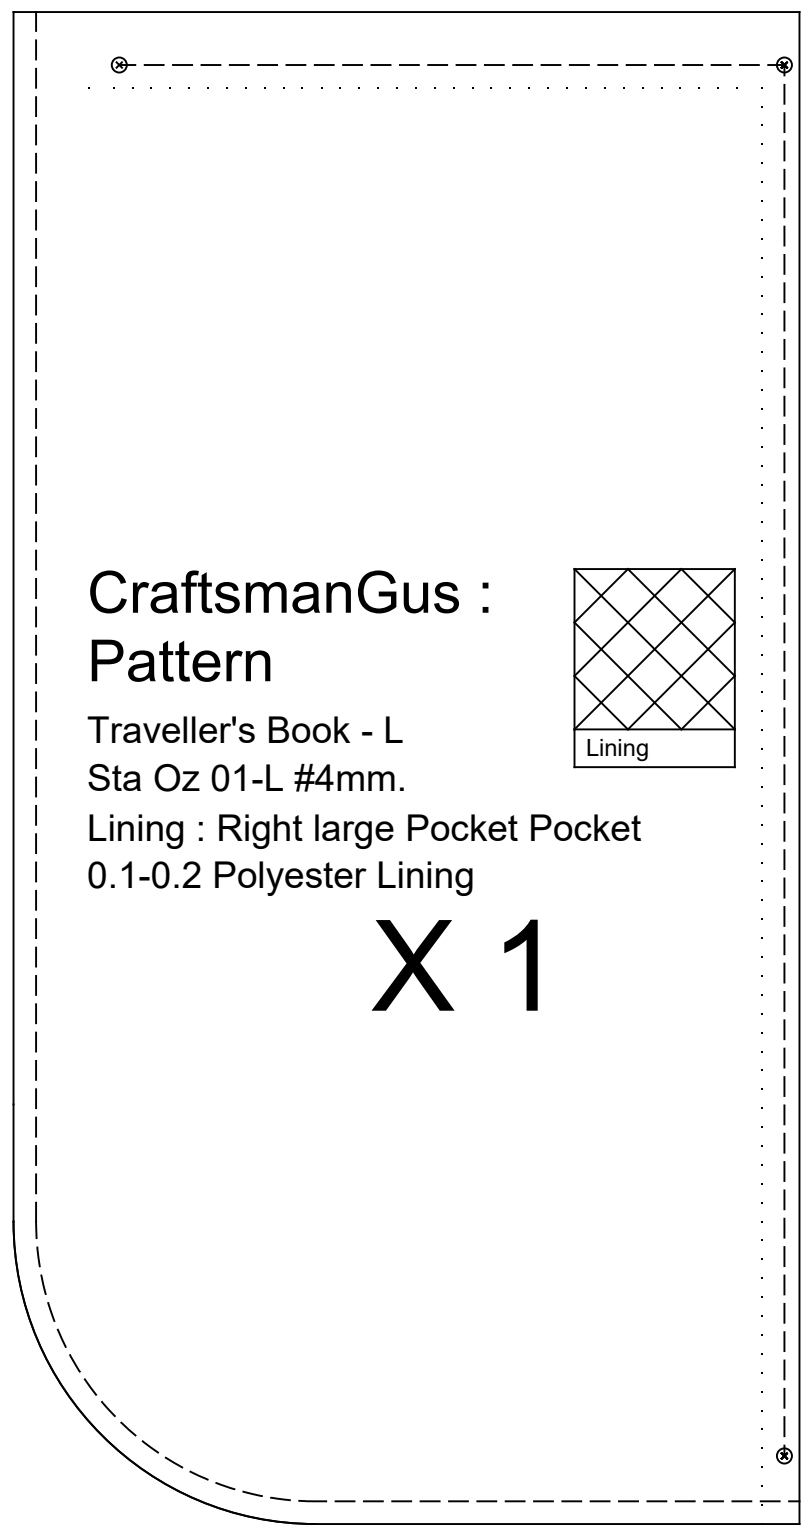 CraftsmanGus :
Pattern
Traveller's Book - L
Sta Oz 01-L #4mm.
Lining : Right large Pocket Pocket
0.1-0.2 Polyester Lining
X 1
Lining